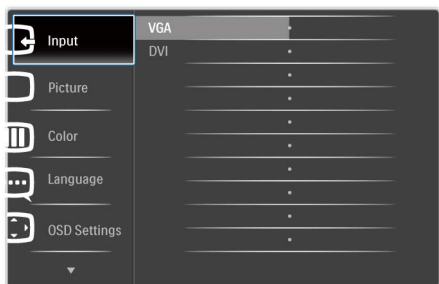 Input
Picture
Color
Language
OSD Settings
VGA
DVI